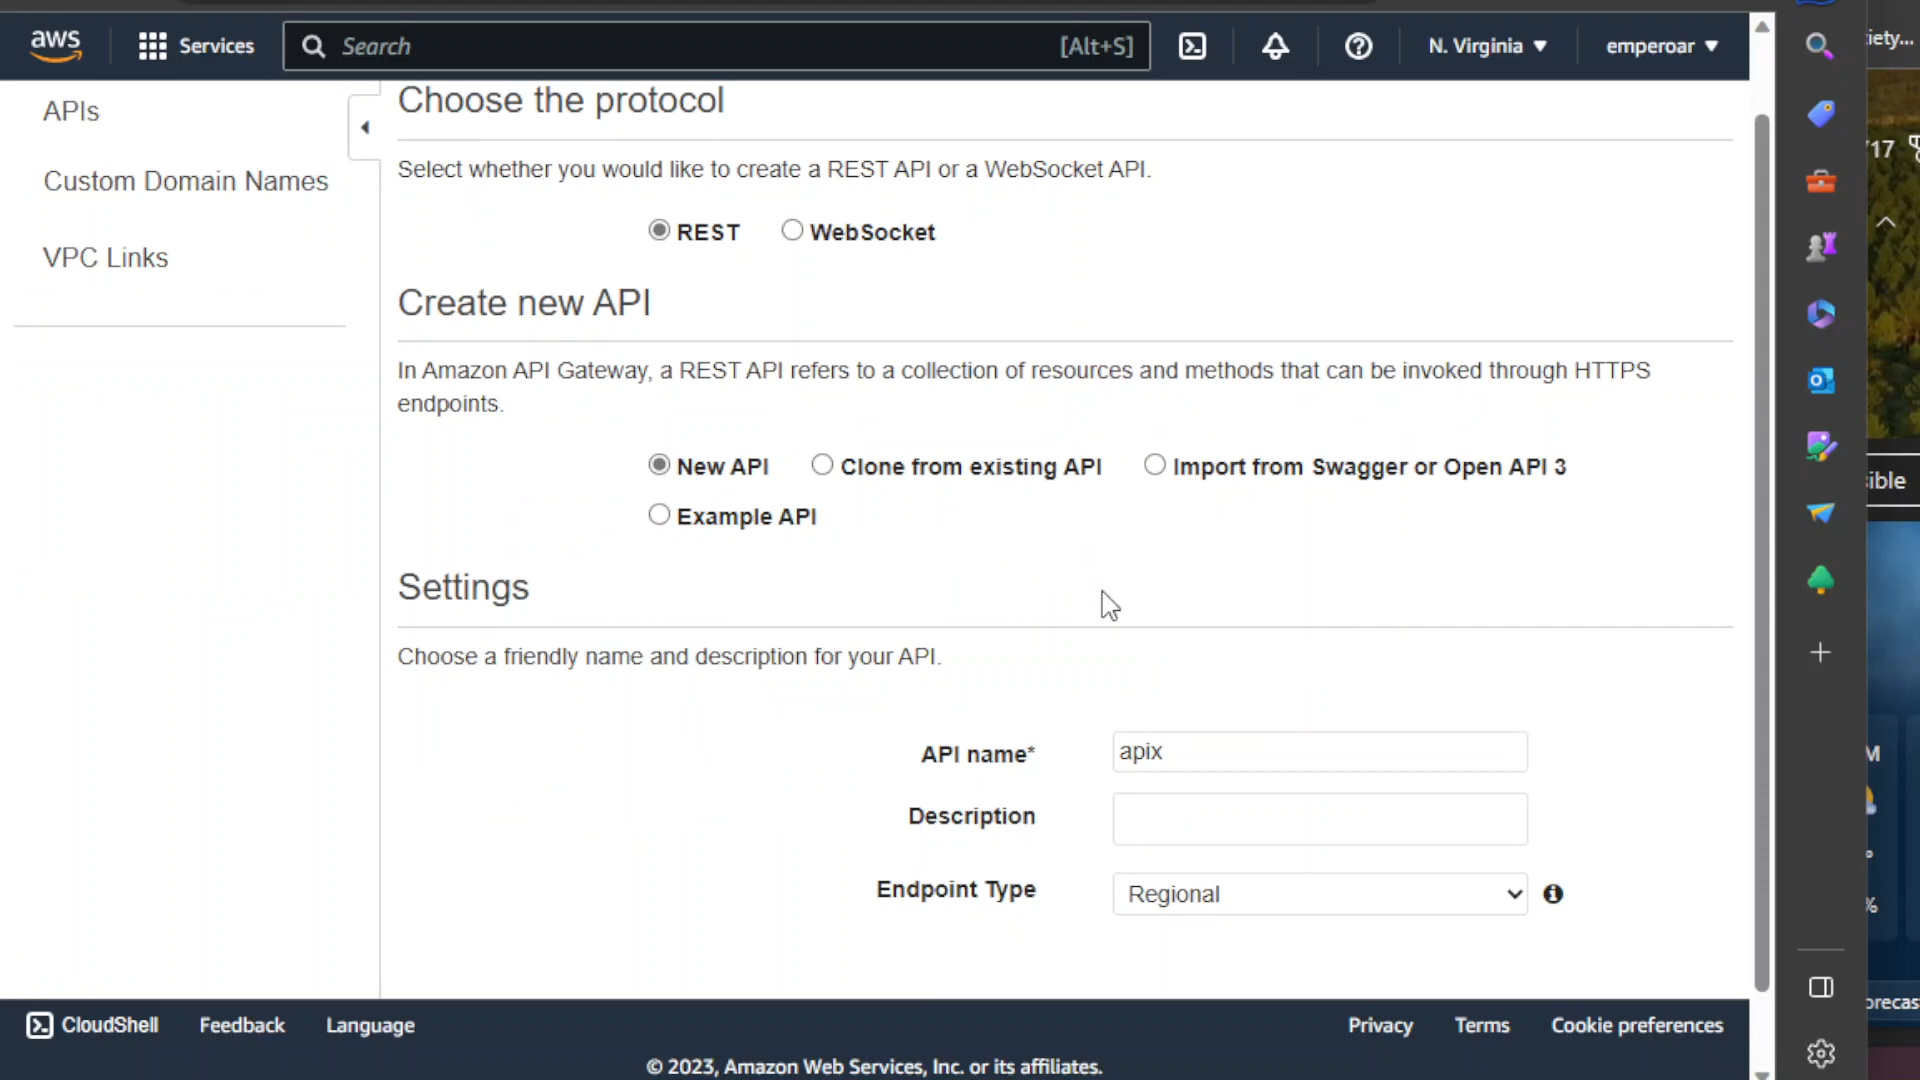 aws
Services
Search
[Alt+S]
N. Virginia
emperoar
APIs
Custom Domain Names
VPC Links
Choose the protocol
Select whether you would like to create a REST API or a WebSocket API.
REST
WebSocket
Create new API
In Amazon API Gateway, a REST API refers to a collection of resources and methods that can be invoked through HTTPS
endpoints.
New API
Clone from existing API
Import from Swagger or Open API 3
Example API
Settings
Choose a friendly name and description for your API.
API name*
apix
Description
Endpoint Type
Regional
CloudShell
Feedback
Language
Privacy
Terms
Cookie preferences
© 2023, Amazon Web Services, Inc. or its affiliates.